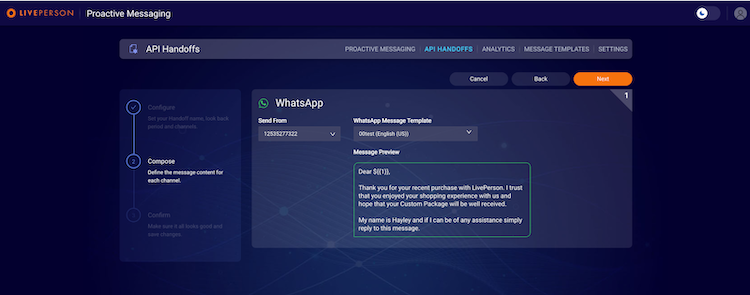 LIVEPERSON Proactive Messaging
API Handoffs PROACTIVE MESSAGING API HANDOFFS ANALYTICS MESSAGE TEMPLATES SETTINGS
Cancel Back Next
Configure
Set your Handoff name, look back
period and channels.
2 Compose
Define the message content for
each channel.
3 Confirm
Make sure it all looks good and
save changes.
WhatsApp
1
Send From WhatsApp Message Template
12535277322 00test (English (US))
Message Preview
Dear ${{1}},
Thank you for your recent purchase with LivePerson. I trust
that you enjoyed your shopping experience with us and
hope that your Custom Package will be well received.
My name is Hayley and if I can be of any assistance simply
reply to this message.